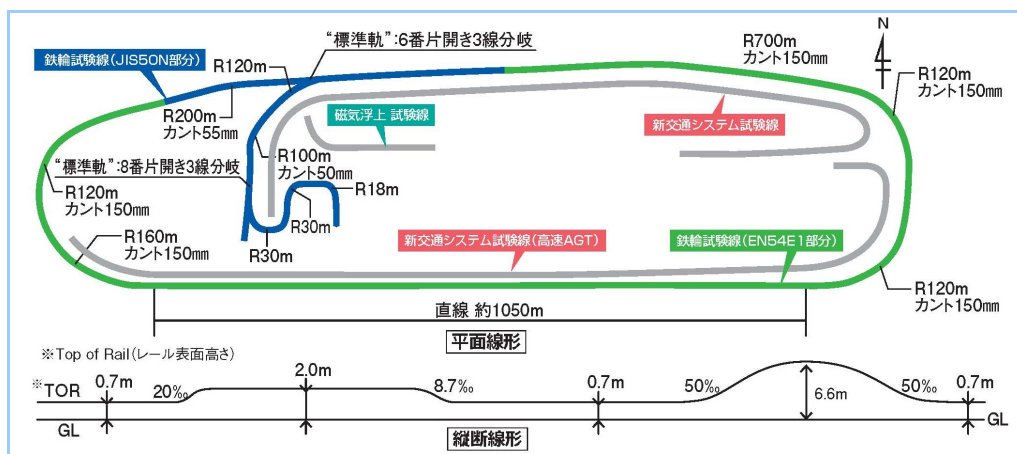 “標準軌”:6番片開き3線分岐
鉄輪試験線(JIS50N部分)
R120m
R700m
カント150㎜
N
R120m
カント150㎜
R200m
カント55㎜
磁気浮上 試験線
新交通システム試験線
“標準軌”:8番片開き3線分岐
R100m
カント50㎜
R18m
R120m
カント150㎜
R30m
R30m
R160m
カント150㎜
新交通システム試験線(高速AGT)
鉄輪試験線(EN54E1部分)
R120m
カント150㎜
直線 約1050m
平面線形
※Top of Rail(レール表面高さ)
※TOR
0.7m
20‰
2.0m
8.7‰
0.7m
50‰
6.6m
50‰
0.7m
GL
GL
縦断線形